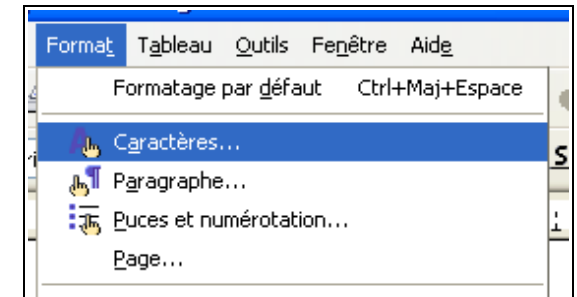 Format Tableau Outils Fenêtre Aide
Formatage par défaut Ctrl+Maj+Espace
Caractères...
S
Paragraphe...
Puces et numérotation...
Page...